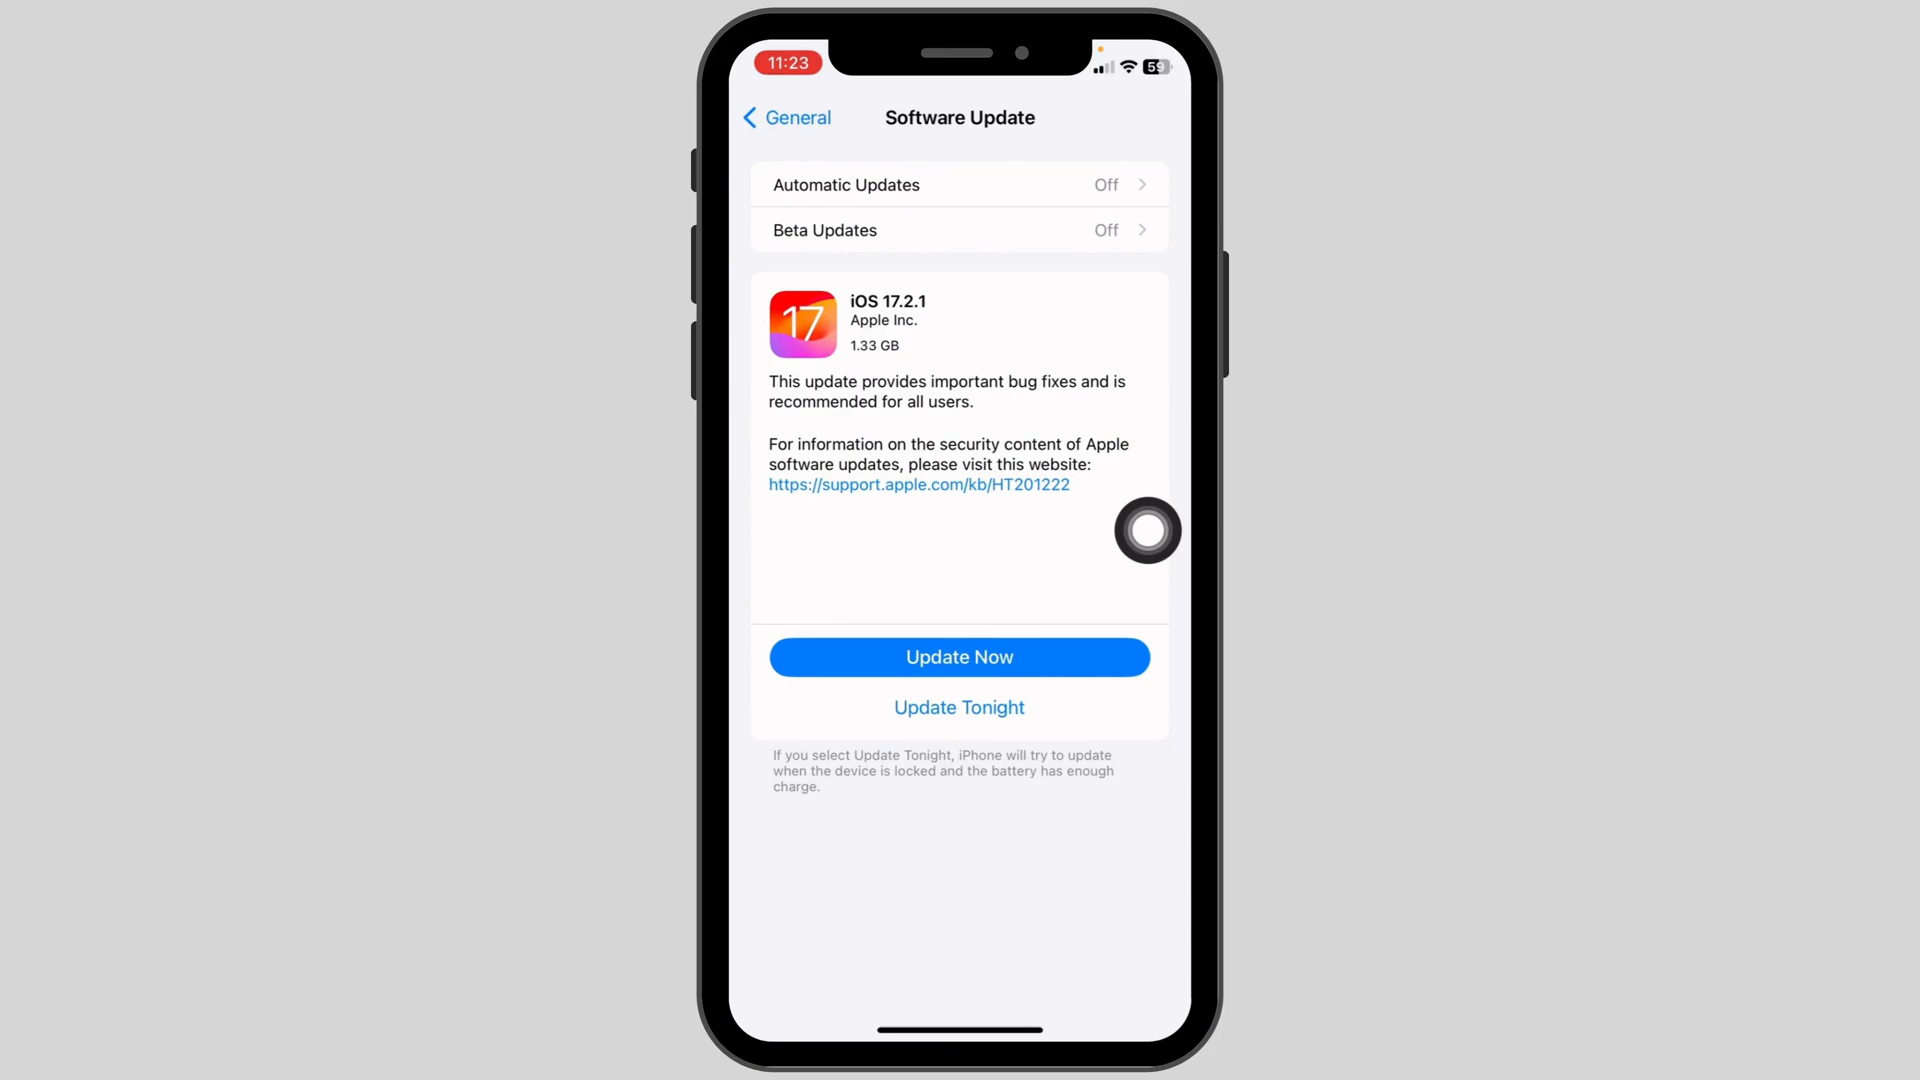 11:23
59
General
Software Update
Automatic Updates
Off
Beta Updates
Off
17
iOS 17.2.1
Apple Inc.
1.33 GB
This update provides important bug fixes and is
recommended for all users.
For information on the security content of Apple
software updates, please visit this website:
https://support.apple.com/kb/HT201222
Update Now
Update Tonight
If you select Update Tonight, iPhone will try to update
when the device is locked and the battery has enough
charge.